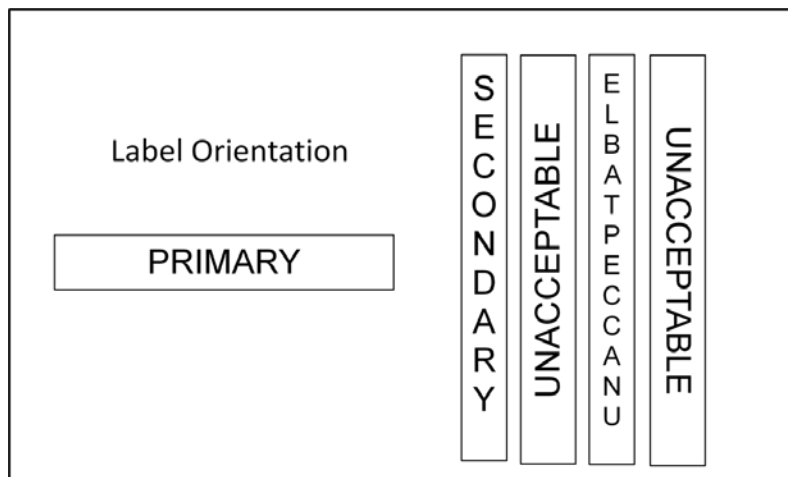 Label Orientation
PRIMARY
SECONDARY
UNACCEPTABLE
ELBATPECCANU
UNACCEPTABLE